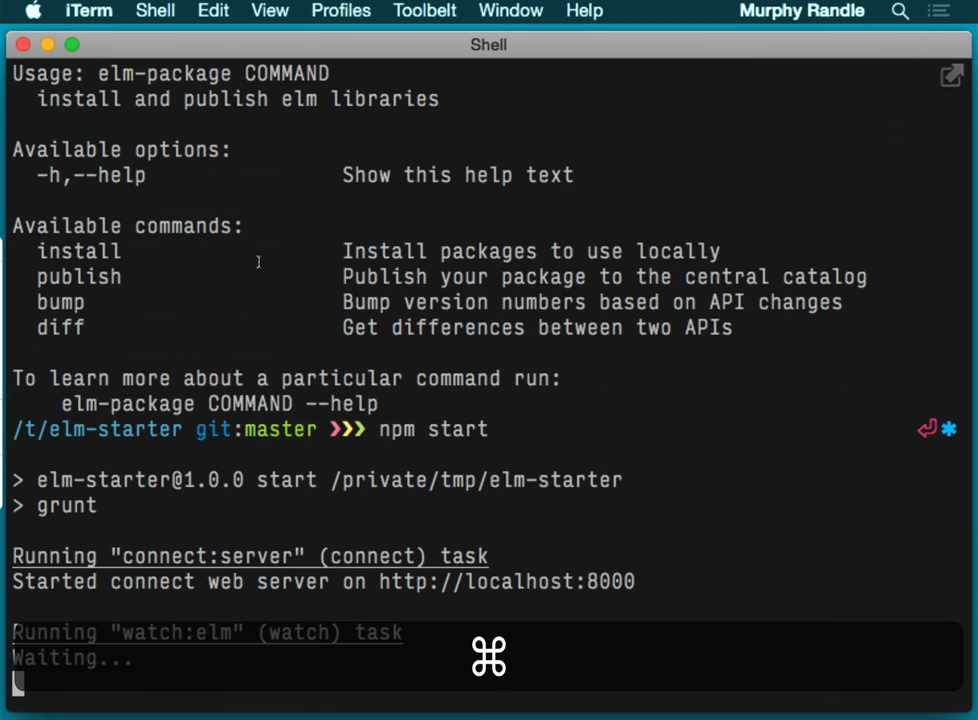 iTerm Shell Edit View Profiles Toolbelt Window Help Murphy Randle
Shell
Usage: elm-package COMMAND
install and publish elm libraries
Available options:
-h,--help Show this help text
Available commands:
install Install packages to use locally
publish Publish your package to the central catalog
bump Bump version numbers based on API changes
diff Get differences between two APIs
To learn more about a particular command run:
elm-package COMMAND --help
/t/elm-starter git:master ❯❯❯ npm start ⏎ ✱
> elm-starter@1.0.0 start /private/tmp/elm-starter
> grunt
Running "connect:server" (connect) task
Started connect web server on http://localhost:8000
Running "watch:elm" (watch) task
Waiting...
⌘